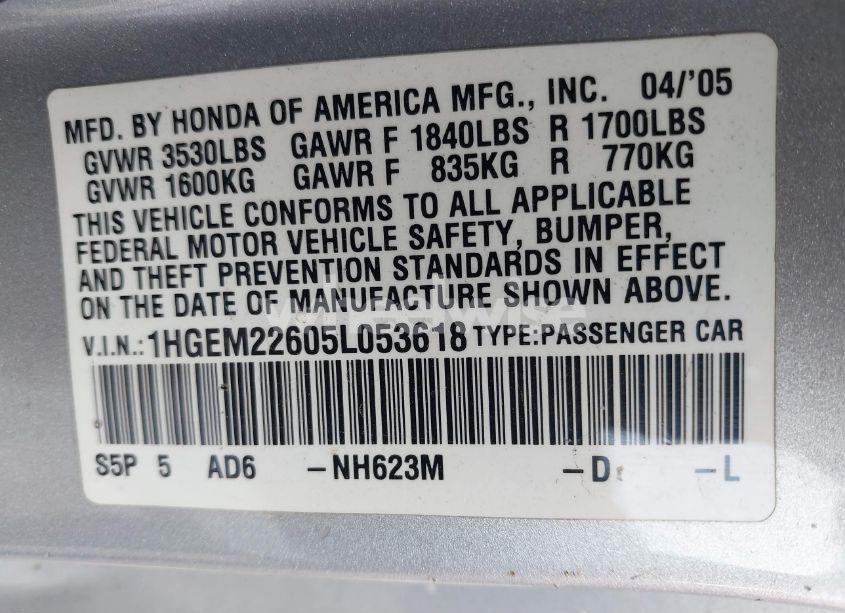 MFD. BY HONDA OF AMERICA MFG., INC. 04/'05
GVWR 3530LBS GAWR F 1840LBS R 1700LBS
GVWR 1600KG GAWR F 835KG R 770KG
THIS VEHICLE CONFORMS TO ALL APPLICABLE
FEDERAL MOTOR VEHICLE SAFETY, BUMPER,
AND THEFT PREVENTION STANDARDS IN EFFECT
ON THE DATE OF MANUFACTURE SHOWN ABOVE.
V.I.N.: 1HGEM22605L053618 TYPE: PASSENGER CAR
S5P 5 AD6 -NH623M -D -L